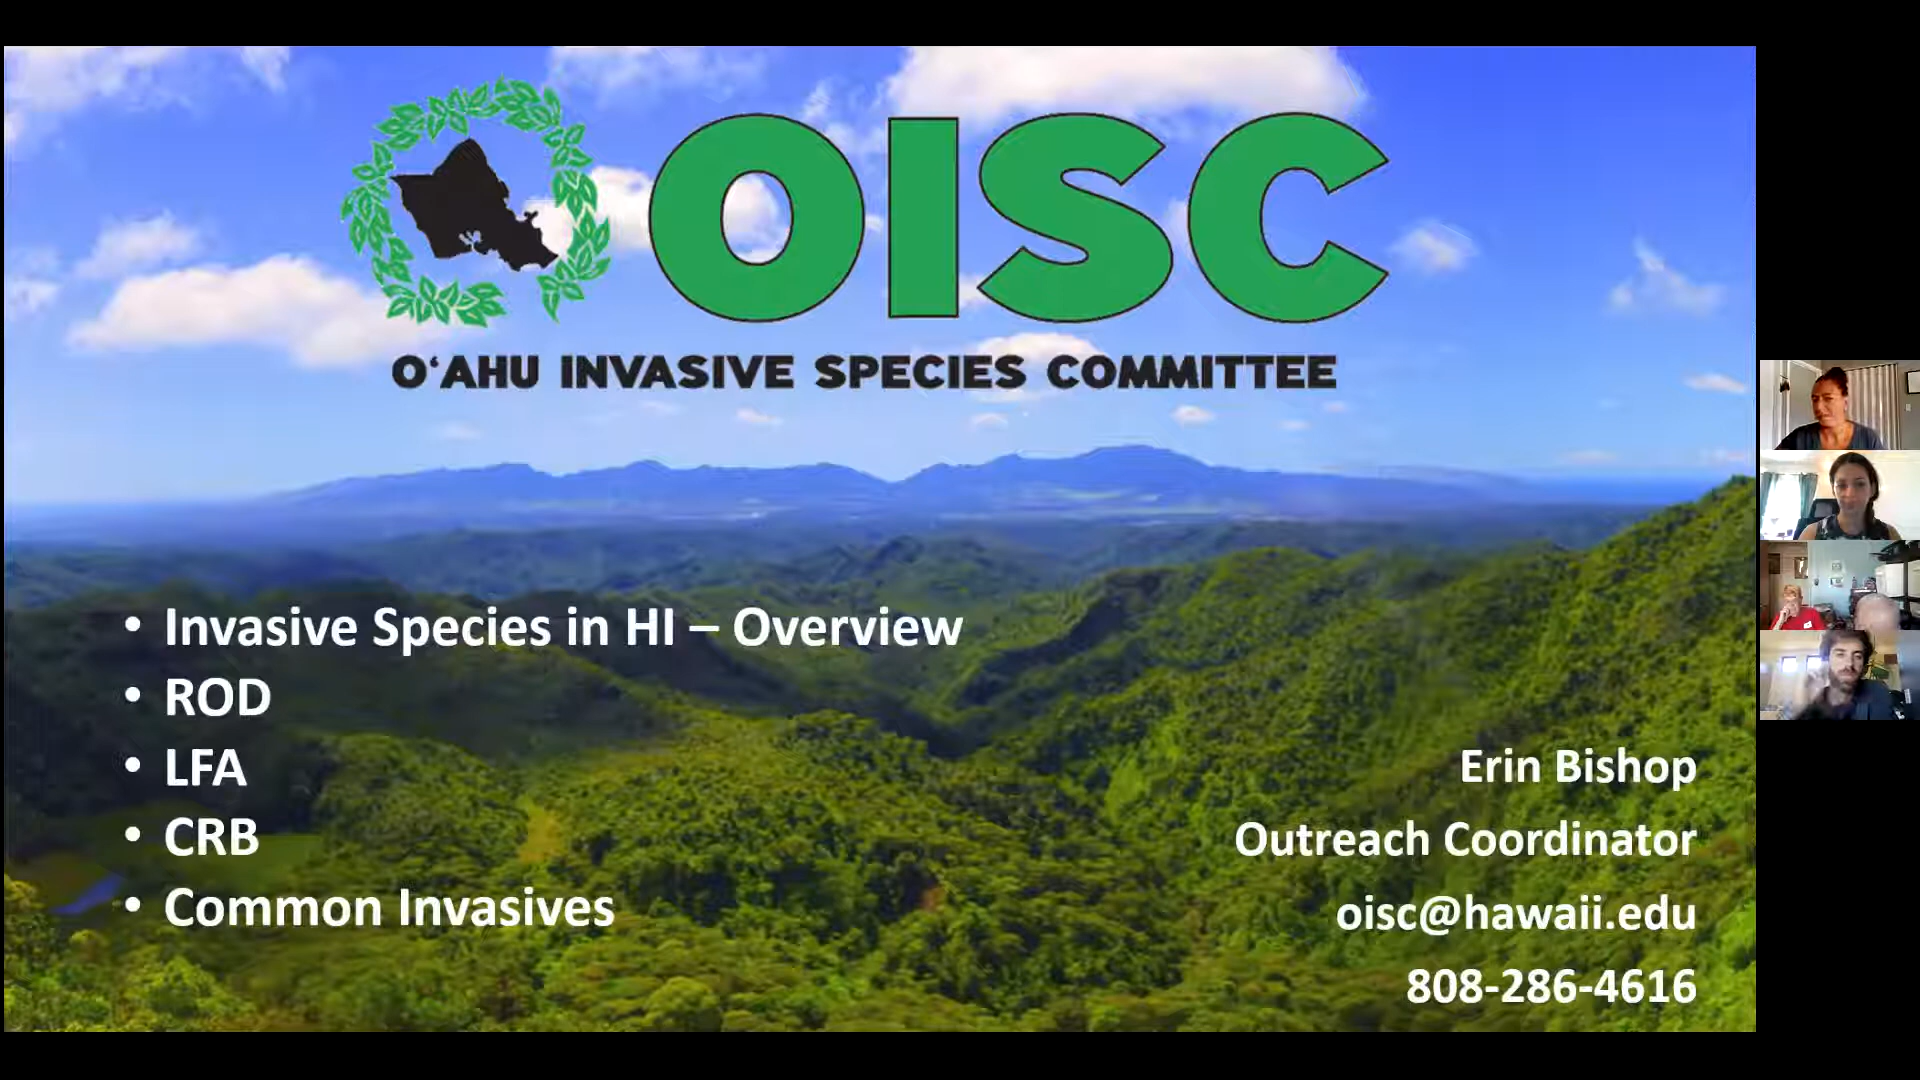 OISC
OʻAHU INVASIVE SPECIES COMMITTEE
• Invasive Species in HI – Overview
• ROD
• LFA
• CRB
• Common Invasives
Erin Bishop
Outreach Coordinator
oisc@hawaii.edu
808-286-4616